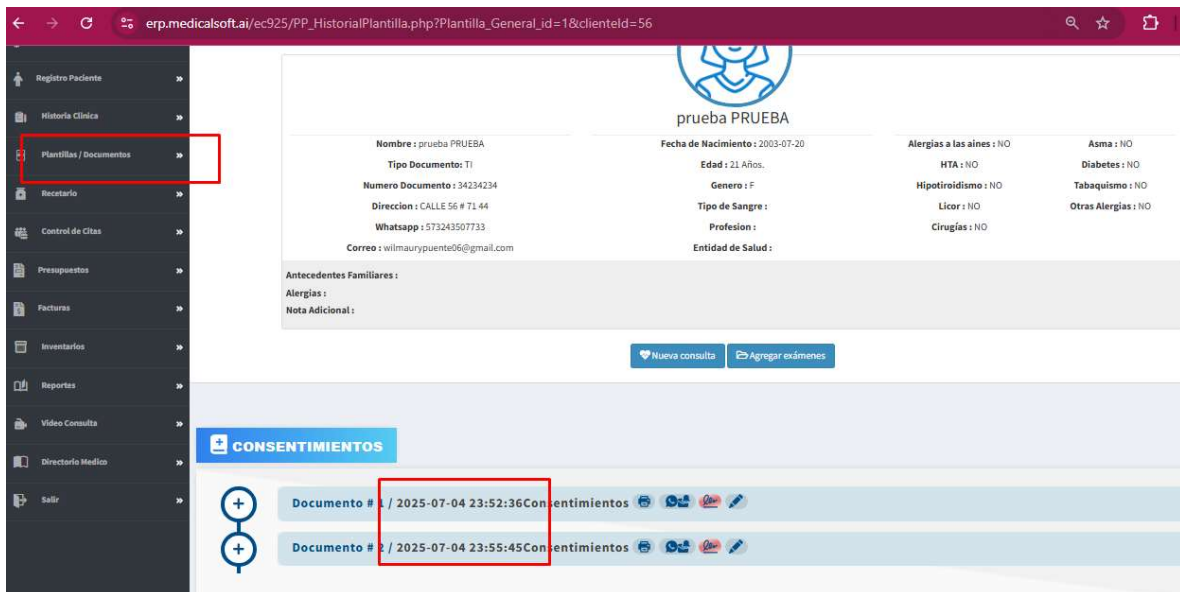 erp.medicalsoft.ai/ec925/PP_HistorialPlantilla.php?Plantilla_General_id=1&clienteId=56
Registro Paciente »
Historia Clinica »
Plantillas / Documentos »
Recetario »
Control de Citas »
Presupuestos »
Facturas »
Inventarios »
Reportes »
Video Consulta »
Directorio Medico »
Salir »
prueba PRUEBA
Nombre : prueba PRUEBA
Tipo Documento: TI
Numero Documento : 34234234
Direccion : CALLE 56 # 71 44
Whatsapp : 573243507733
Correo : wilmaurypuente06@gmail.com
Fecha de Nacimiento : 2003-07-20
Edad : 21 Años.
Genero : F
Tipo de Sangre :
Profesion :
Entidad de Salud :
Alergias a las aines : NO
HTA : NO
Hipotiroidismo : NO
Licor : NO
Cirugías : NO
Asma : NO
Diabetes : NO
Tabaquismo : NO
Otras Alergias : NO
Antecedentes Familiares :
Alergias :
Nota Adicional :
Nueva consulta
Agregar exámenes
CONSENTIMIENTOS
Documento # 1 / 2025-07-04 23:52:36Consentimientos
Documento # 2 / 2025-07-04 23:55:45Consentimientos